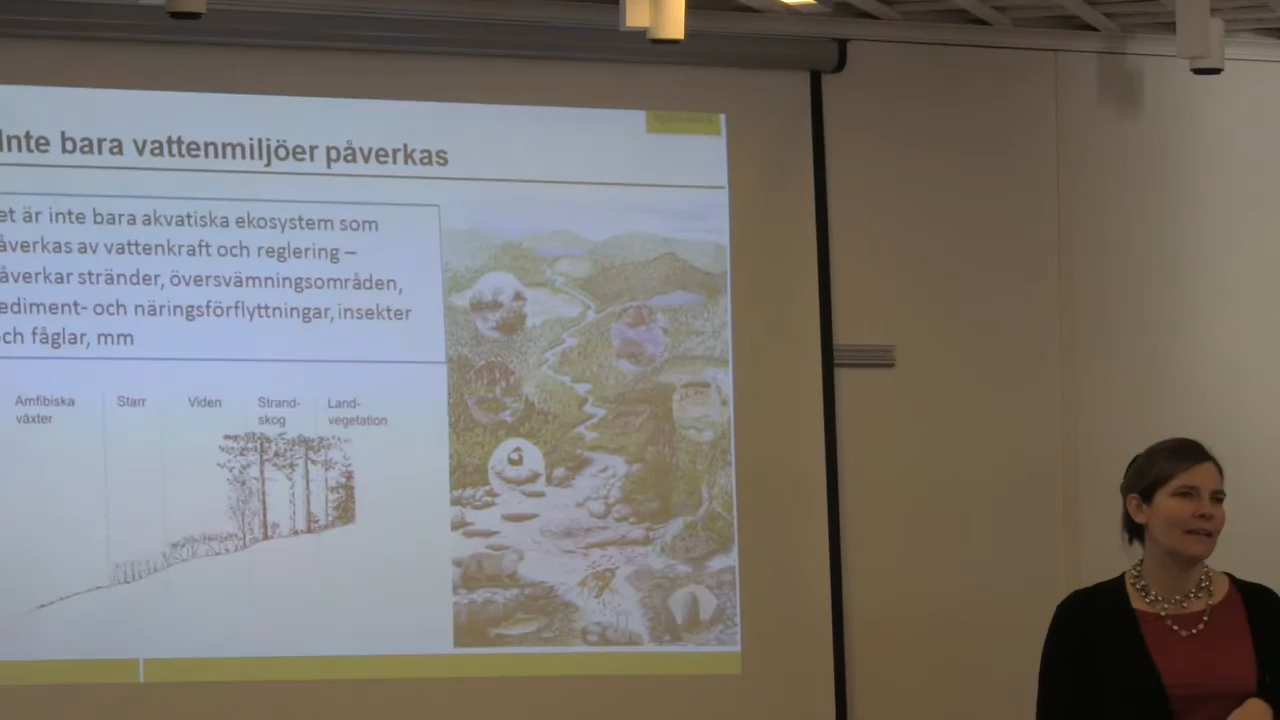 Inte bara vattenmiljöer påverkas
et är inte bara akvatiska ekosystem som
åverkas av vattenkraft och reglering –
åverkar stränder, översvämningsområden,
ediment- och näringsförflyttningar, insekter
ch fåglar, mm
Amfibiska
växter
Starr
Viden
Strand-
skog
Land-
vegetation